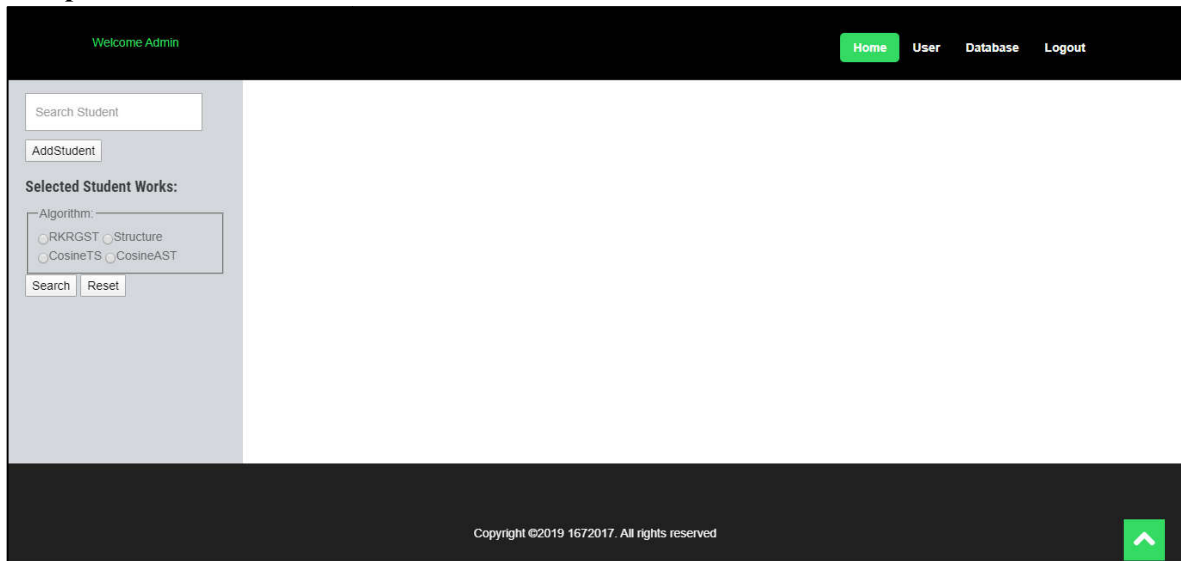 Welcome Admin
Home User Database Logout
Search Student
AddStudent
Selected Student Works:
Algorithm:
RKRGST Structure
CosineTS CosineAST
Search Reset
Copyright ©2019 1672017. All rights reserved